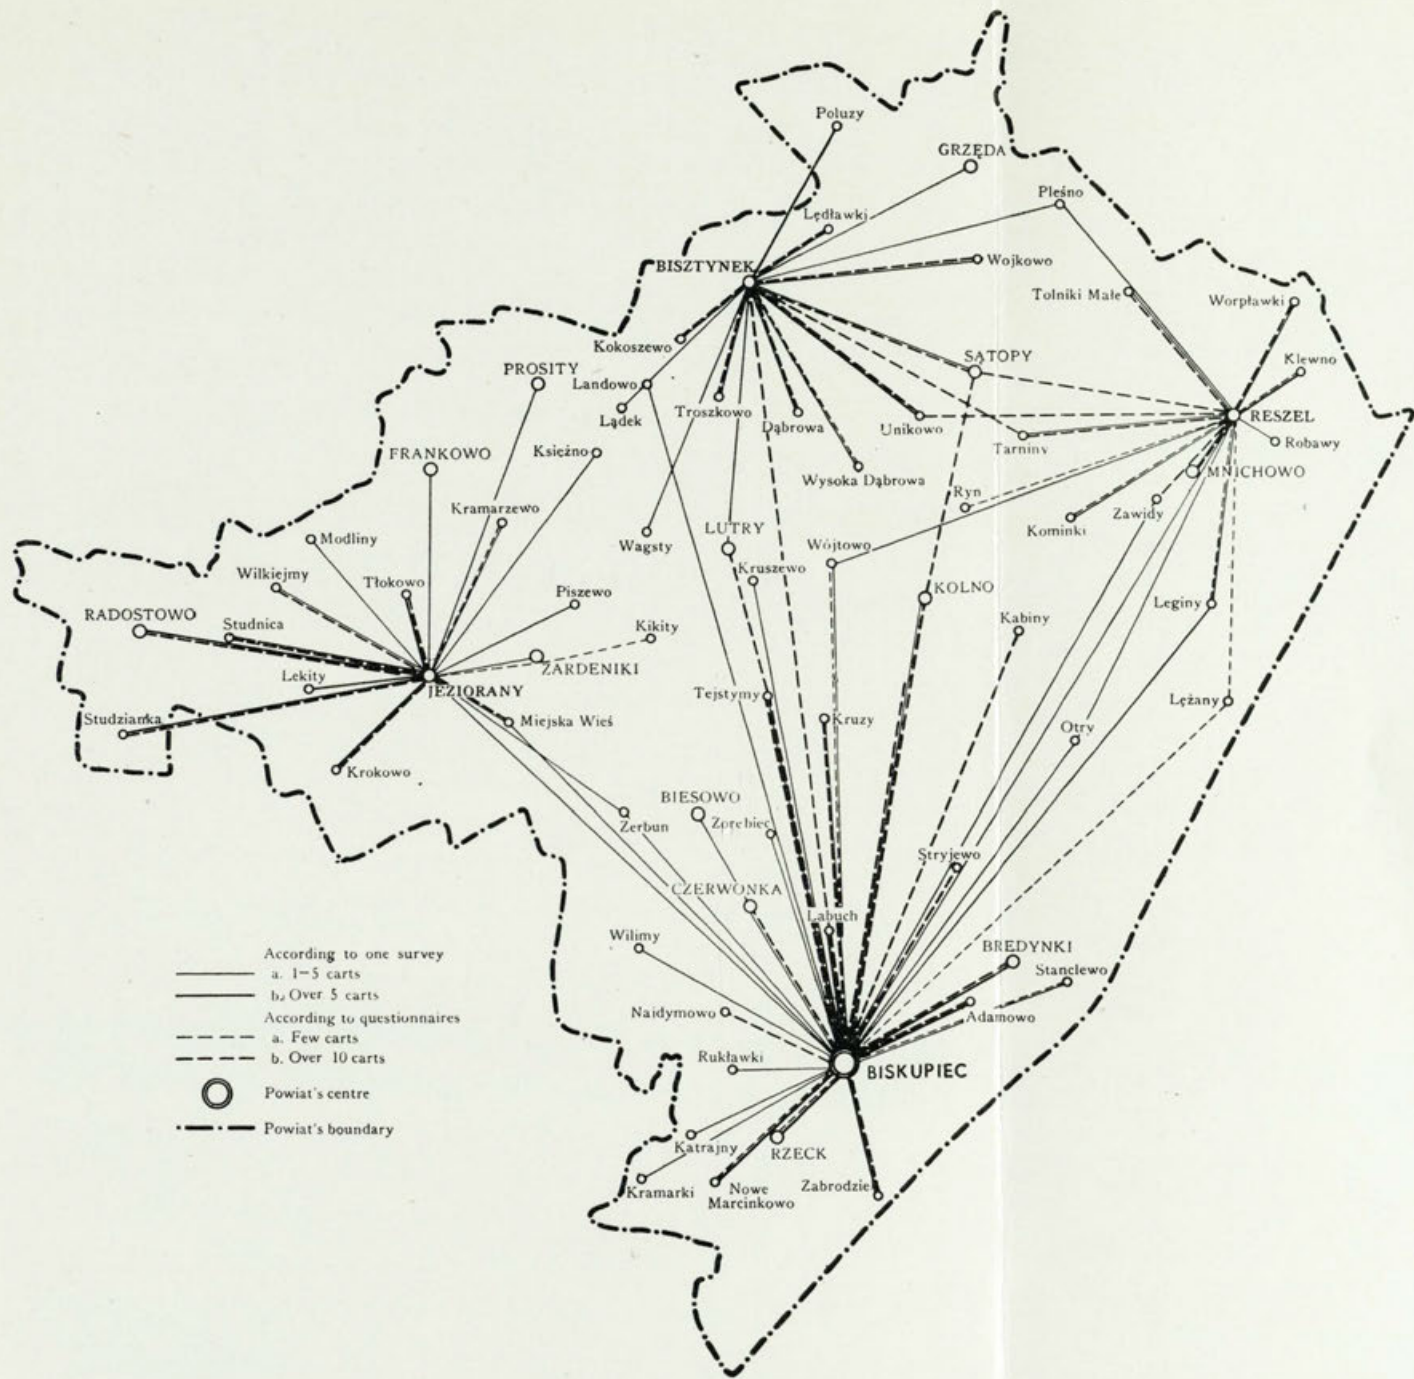 Poluzy
GRZĘDA
Pleśno
Lędławki
BISZTYNEK
Wojkowo
Tolniki Małe
Worpławki
Kokoszewo
SĄTOPY
Klewno
PROSITY
Landowo
Lądek
Troszkowo
Dąbrowa
Unikowo
RESZEL
Tarniny
Robawy
FRANKOWO
Księżno
Wysoka Dąbrowa
MNICHOWO
Ryn
Kramarzewo
Zawidy
Kominki
Modliny
LUTRY
Wagsty
Wójtowo
Kruszewo
Wilkiejmy
Tłokowo
Piszewo
KOLNO
Leginy
RADOSTOWO
Studnica
Kikity
Kabiny
ŻARDENIKI
Lekity
JEZIORANY
Tejstymy
Lężany
Studzianka
Miejska Wieś
Kruzy
Otry
Krokowo
BIESOWO
Zerbun
Zorebiec
Stryjewo
CZERWONKA
Labuch
Wilimy
BREDYNKI
Stanclewo
According to one survey
a. 1–5 carts
b. Over 5 carts
According to questionnaires
a. Few carts
b. Over 10 carts
Powiat's centre
Powiat's boundary
Naidymowo
Adamowo
Rukławki
BISKUPIEC
Katrajny
RZECK
Kramarki
Nowe
Marcinkowo
Zabrodzie